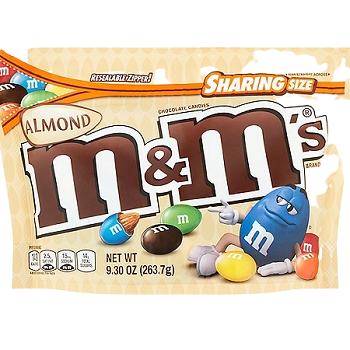 RESEALABLE ZIPPER!
SHARING SIZE
ALMOND
CHOCOLATE CANDIES
m&m's®
BRAND
m
m
m
m
m
NET WT
9.30 OZ (263.7g)